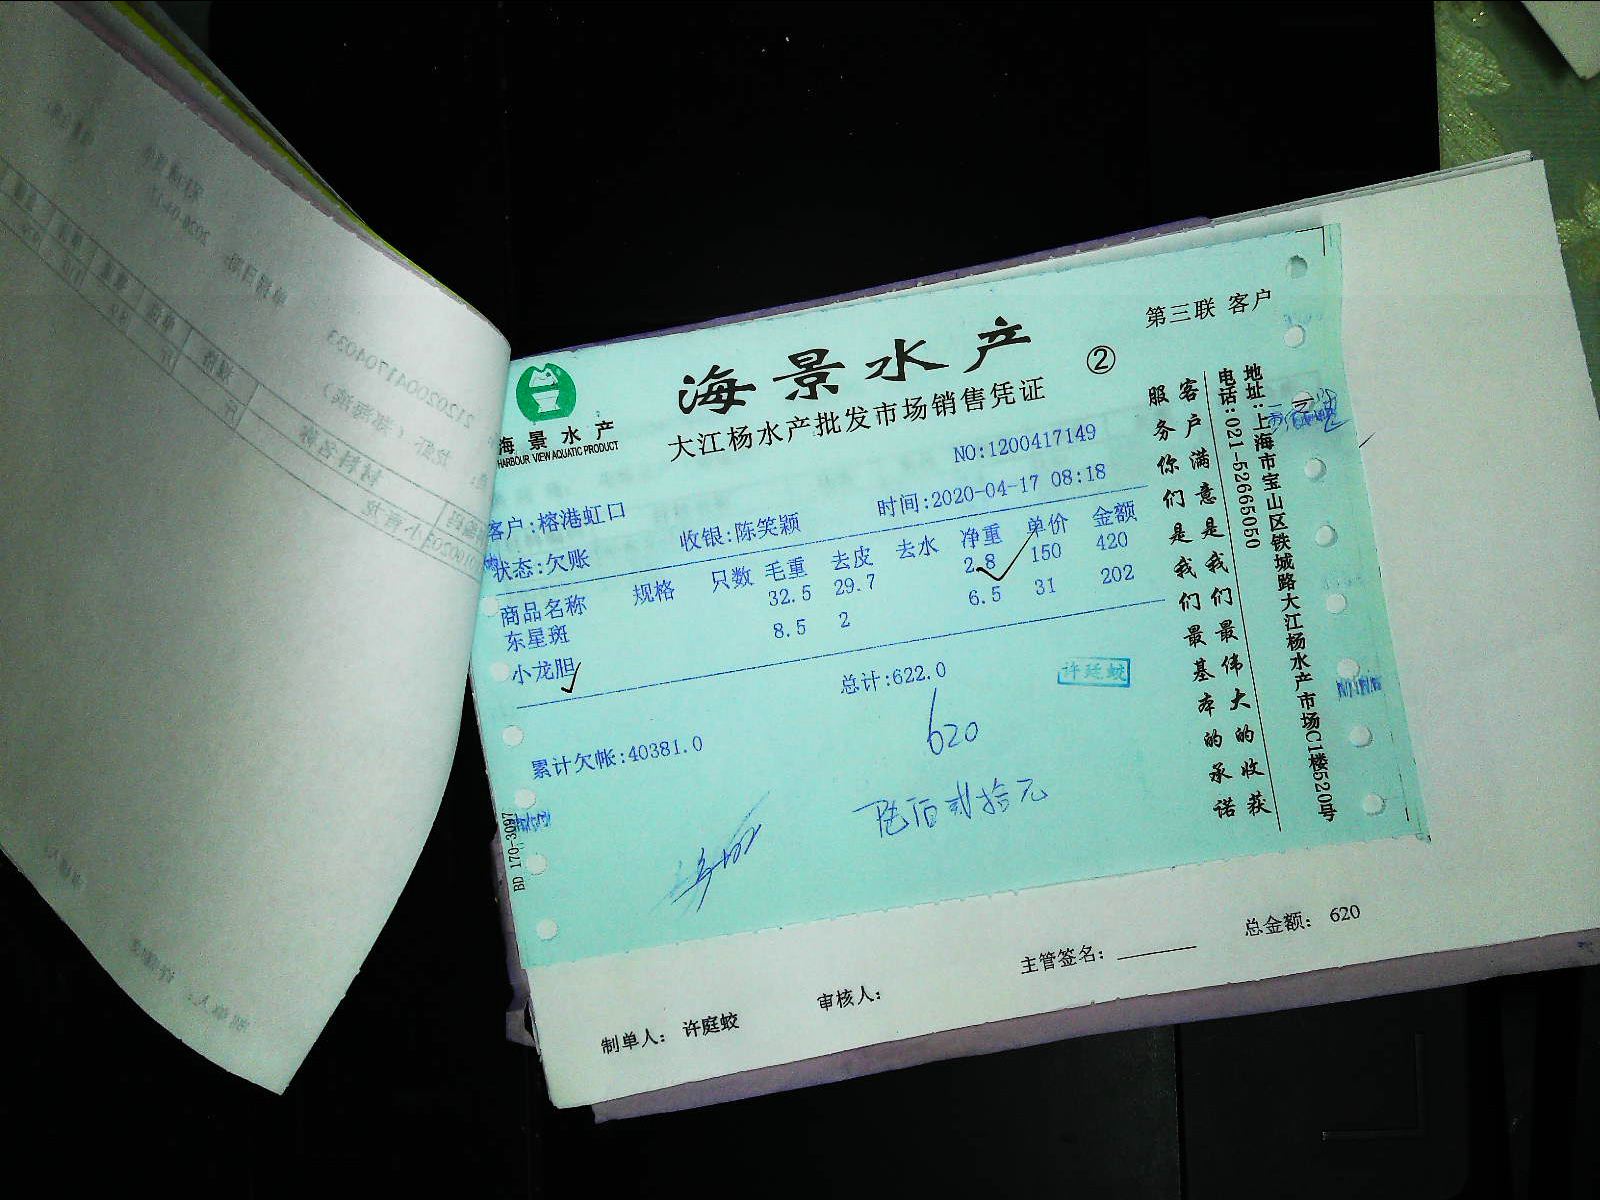 第三联 客户
海景水产
②
海景水产
HARBOUR VIEW AQUATIC PRODUCT
大江杨水产批发市场销售凭证
NO:1200417149
客户:榕港虹口
收银:陈笑颖
时间:2020-04-17 08:18
状态:欠账
商品名称 规格 只数 毛重 去皮 去水 净重 单价 金额
东星斑 32.5 29.7 2.8 150 420
小龙胆 8.5 2 6.5 31 202
总计:622.0
许廷蛟
累计欠帐:40381.0
620
陆佰贰拾元
BD 170-3097
客户满意是我们最伟大的收获
服务你们是我们最基本的承诺
地址:上海市宝山区铁城路大江杨水产市场C1楼520号
电话:021-52665050
总金额: 620
主管签名:
审核人:
制单人: 许庭蛟